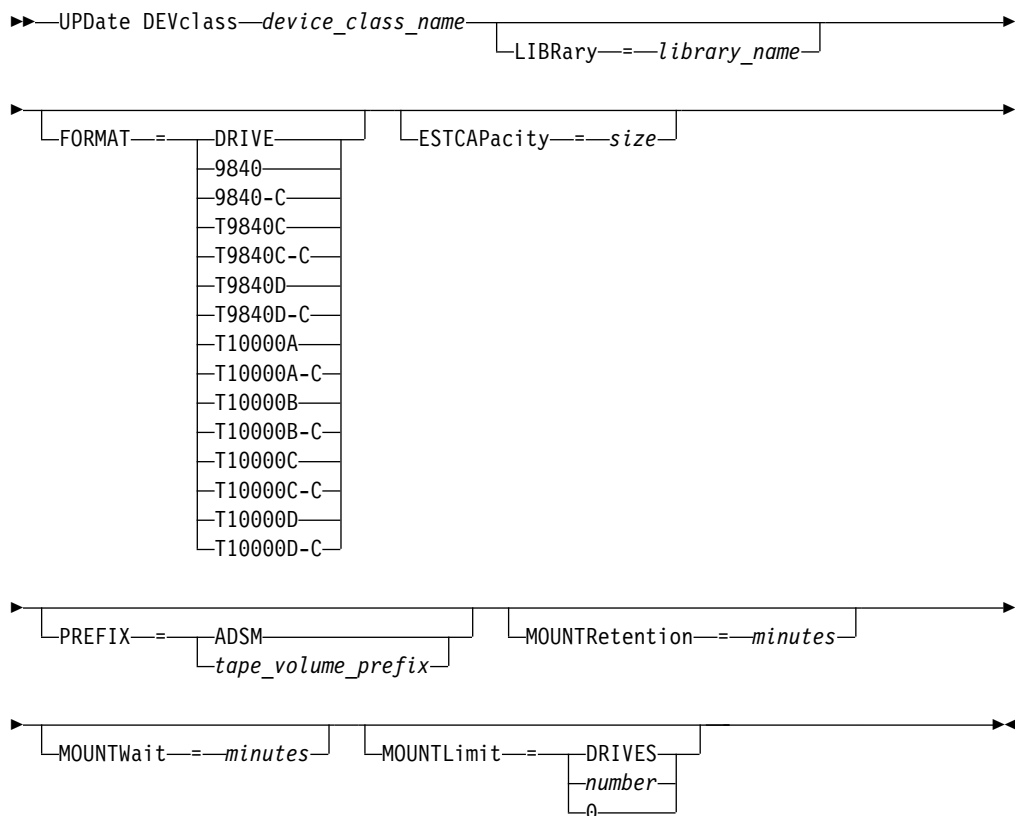 UPDate DEVclass device_class_name
LIBRary = library_name
FORMAT = DRIVE
9840
9840-C
T9840C
T9840C-C
T9840D
T9840D-C
T10000A
T10000A-C
T10000B
T10000B-C
T10000C
T10000C-C
T10000D
T10000D-C
ESTCAPacity = size
PREFIX = ADSM
tape_volume_prefix
MOUNTRetention = minutes
MOUNTWait = minutes
MOUNTLimit = DRIVES
number
0